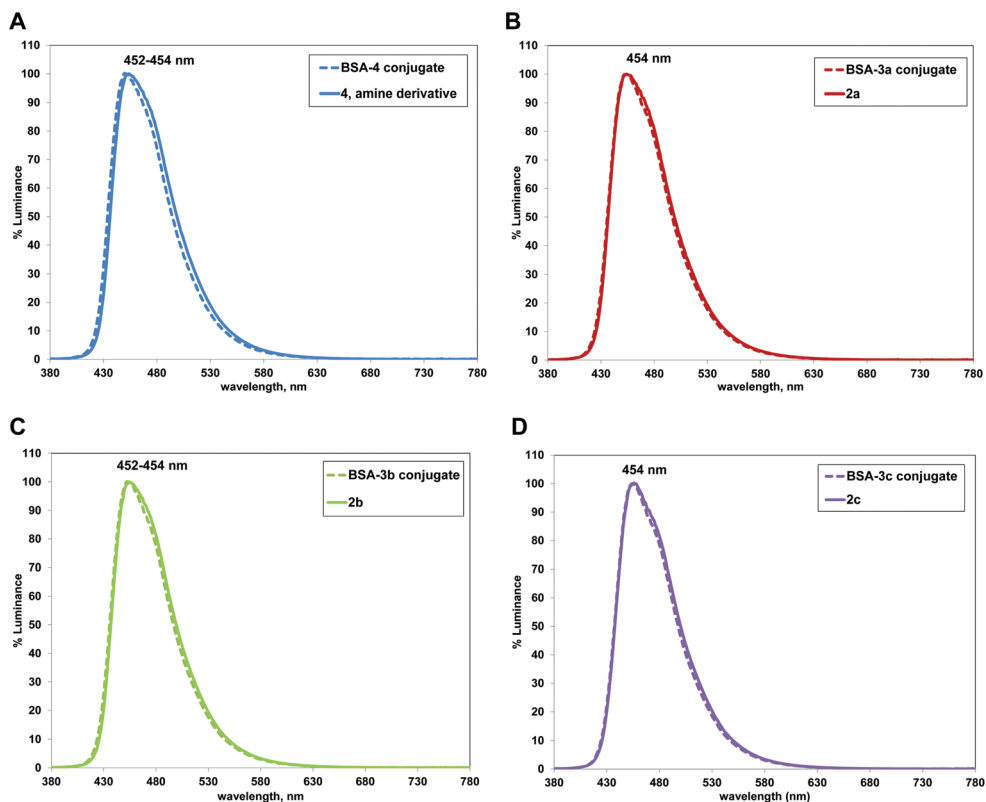 A
452-454 nm
BSA-4 conjugate
4, amine derivative
% Luminance
110
100
90
80
70
60
50
40
30
20
10
0
380 430 480 530 580 630 680 730 780
wavelength, nm
B
454 nm
BSA-3a conjugate
2a
% Luminance
110
100
90
80
70
60
50
40
30
20
10
0
380 430 480 530 580 630 680 730 780
wavelength, nm
C
452-454 nm
BSA-3b conjugate
2b
% Luminance
110
100
90
80
70
60
50
40
30
20
10
0
380 430 480 530 580 630 680 730 780
wavelength, nm
D
454 nm
BSA-3c conjugate
2c
% Luminance
110
100
90
80
70
60
50
40
30
20
10
0
380 430 480 530 580 630 680 730 780
wavelength (nm)